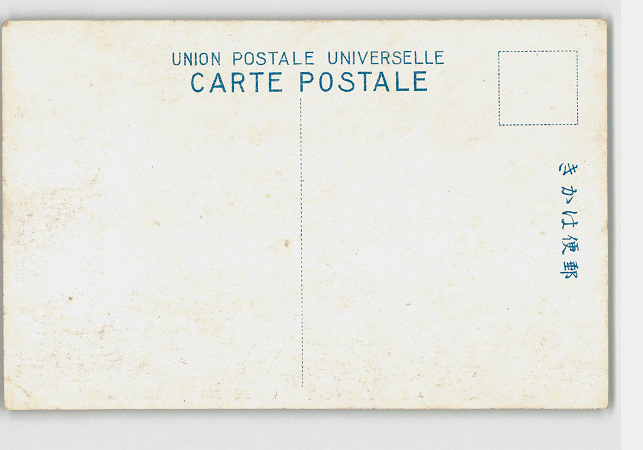 UNION POSTALE UNIVERSELLE
CARTE POSTALE
きかは便郵